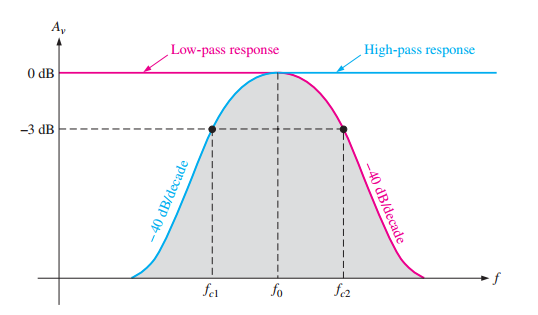 A_v
Low-pass response
High-pass response
0 dB
−3 dB
−40 dB/decade
−40 dB/decade
f_c1
f_0
f_c2
f